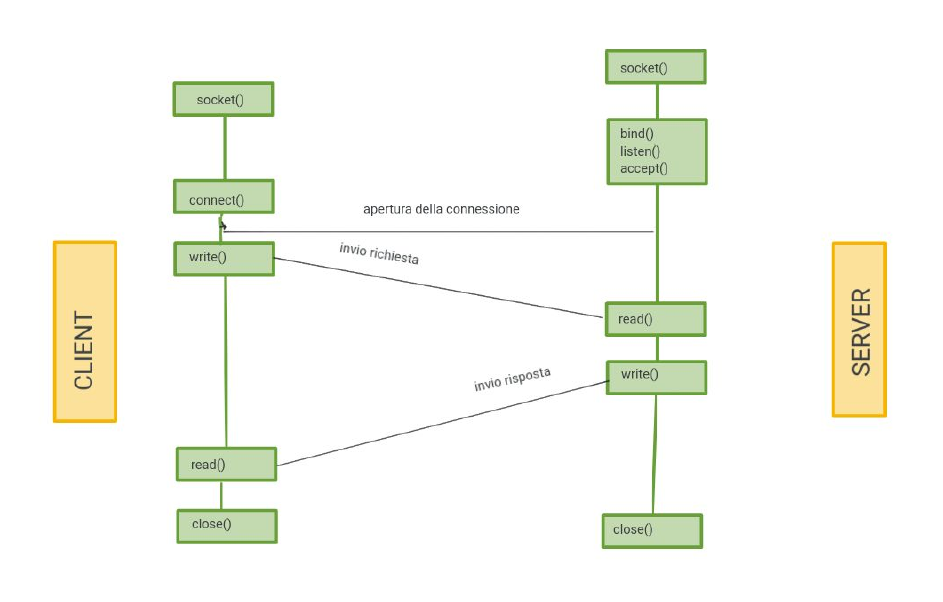 socket()
socket()
bind()
listen()
accept()
connect()
apertura della connessione
write()
invio richiesta
CLIENT
SERVER
read()
write()
invio risposta
read()
close()
close()